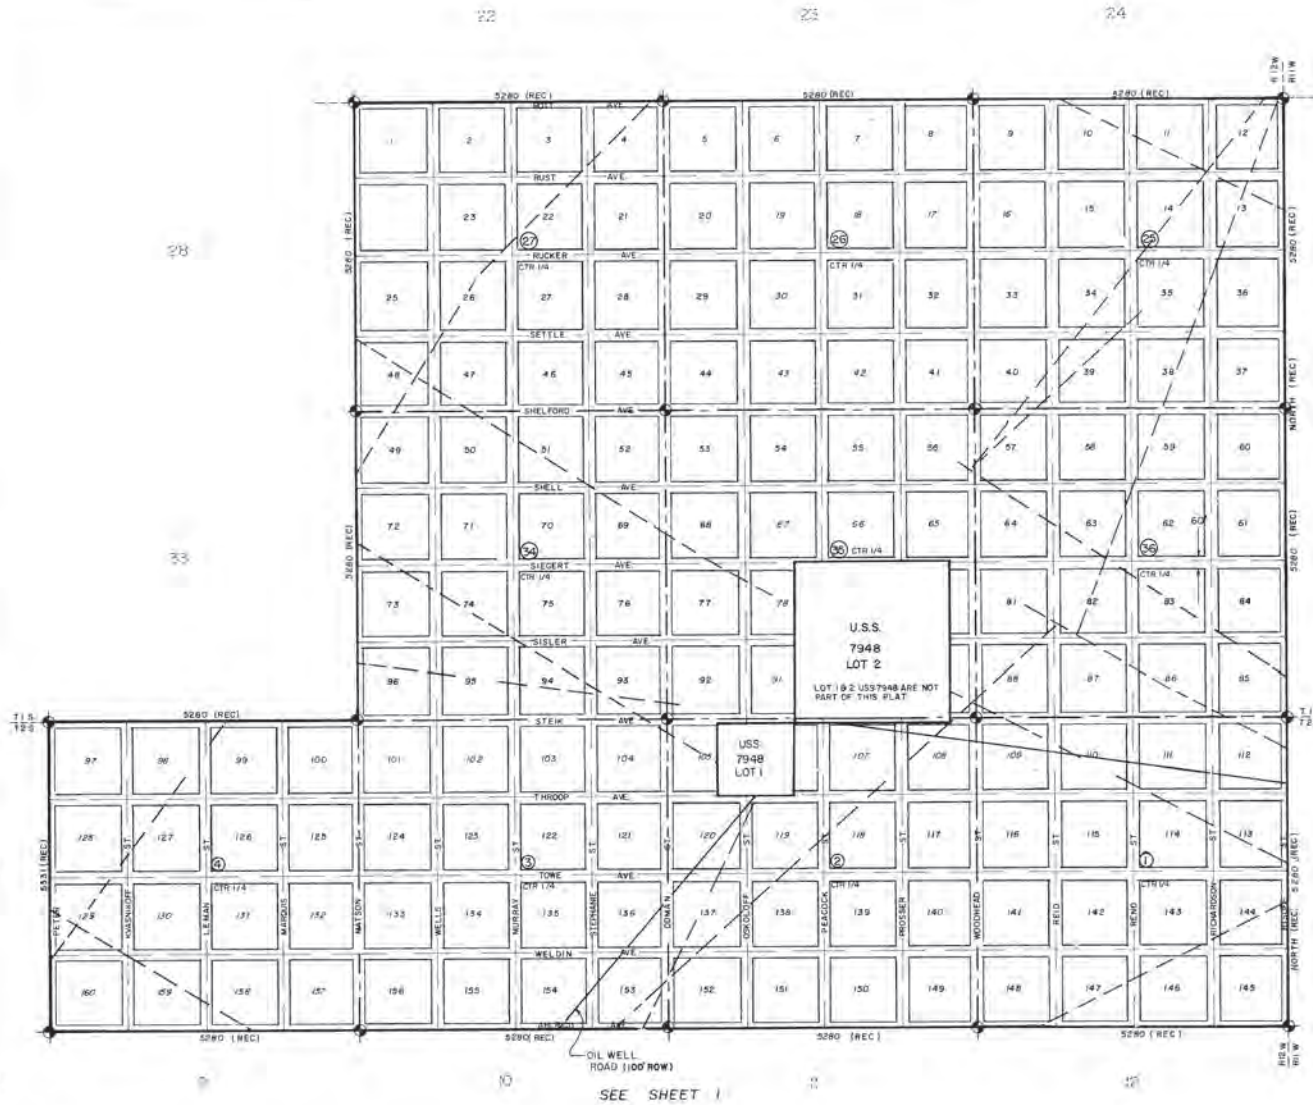 22 23 24
R12W R11W
5280 (REC) 5280 (REC) 5280 (REC)
AVE.
1 2 3 4 5 6 7 8 9 10 11 12
RUST AVE.
23 22 21 20 19 18 17 16 15 14 13
5280 (REC) 5280 (REC)
28 27 26 25
RUCKER AVE.
CTR 1/4 CTR 1/4 CTR 1/4
25 26 27 28 29 30 31 32 33 34 35 36
SETTLE AVE.
48 47 46 45 44 43 42 41 40 39 38 37
NORTH (REC)
SHELFORD AVE.
49 50 51 52 53 54 55 56 57 58 59 60
SHELL AVE.
72 71 70 69 68 67 66 65 64 63 62 60' 61
5280 (REC) 5280 (REC)
33 34 35 CTR 1/4 36
SIEGERT AVE.
CTR 1/4 CTR 1/4
73 74 75 76 77 78 81 82 83 84
U.S.S.
7948
LOT 2
SISLER AVE.
LOT 1 & 2 USS 7948 ARE NOT
PART OF THIS PLAT
96 95 94 93 92 91 88 87 86 85
5280 (REC)
T1S T2S STEIK AVE. T1 T2
97 98 99 100 101 102 103 104 105 107 108 109 110 111 112
USS
7948
LOT 1
THROOP AVE.
128 127 126 125 124 123 122 121 120 119 118 117 116 115 114 113
ST. ST ST ST ST ST ST ST ST ST ST ST ST ST ST ST
5331 (REC) 5280 (REC)
4 3 2 1
TOWE AVE.
CTR 1/4 CTR 1/4 CTR 1/4 CTR 1/4
129 130 131 132 133 134 135 136 137 138 139 140 141 142 143 144
PETER KVASNIKOFF LEMAN MARQUIS MATSON WELLS MURRAY STEPHANIE ODMAN OSKOLOFF PEACOCK PROSSER WOODHEAD REID RENO RICHARDSON
NORTH (REC)
WELDIN AVE.
160 159 158 157 156 155 154 153 152 151 150 149 148 147 146 145
AVE.
5280 (REC) 5280 (REC) 5280 (REC) 5280 (REC)
R12W R11W
OIL WELL
ROAD (100' ROW)
9 10 11 12
SEE SHEET 1